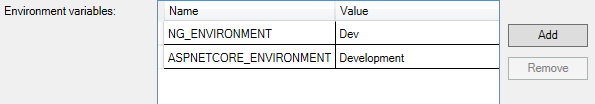 Environment variables:
Name Value
NG_ENVIRONMENT Dev
Add
ASPNETCORE_ENVIRONMENT Development
Remove